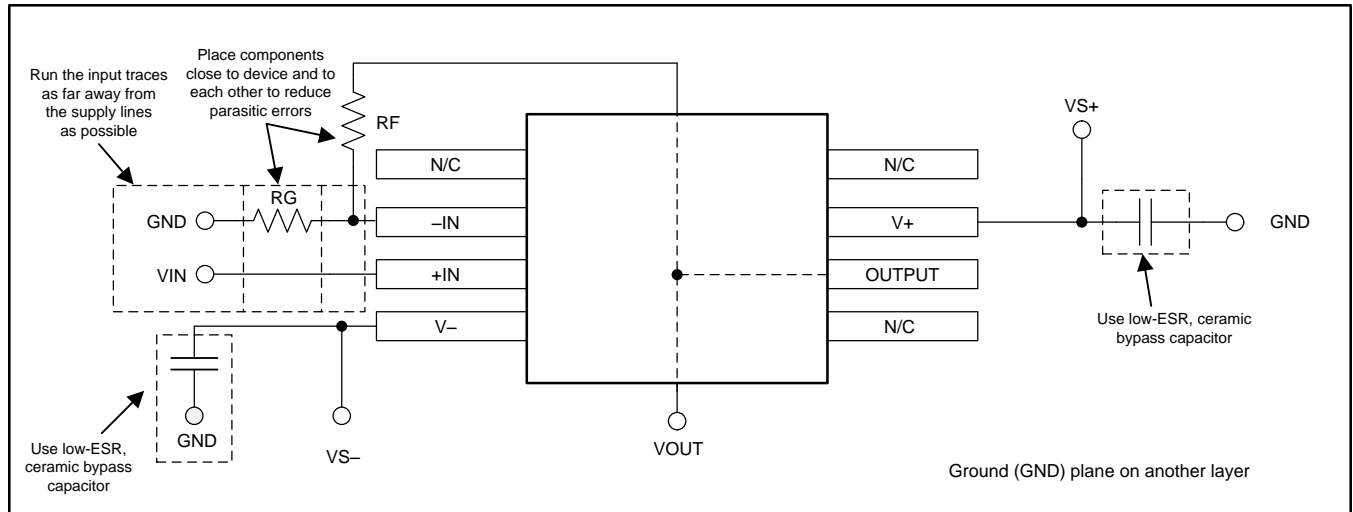 Place components
close to device and to
each other to reduce
parasitic errors
Run the input traces
as far away from
the supply lines
as possible
RF
VS+
N/C
N/C
RG
GND
–IN
V+
GND
VIN
+IN
OUTPUT
V–
N/C
Use low-ESR, ceramic
bypass capacitor
GND
Use low-ESR,
ceramic bypass
capacitor
VS–
VOUT
Ground (GND) plane on another layer